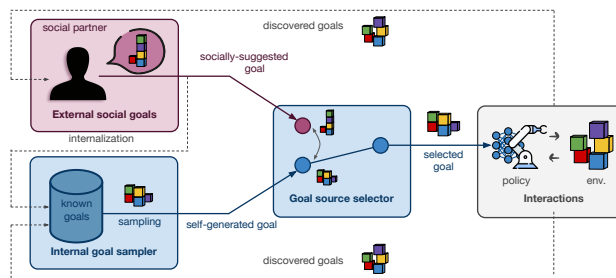 discovered goals
social partner
socially-suggested
goal
External social goals
internalization
known
goals
sampling
self-generated goal
Internal goal sampler
Goal source selector
selected
goal
policy
env.
Interactions
discovered goals